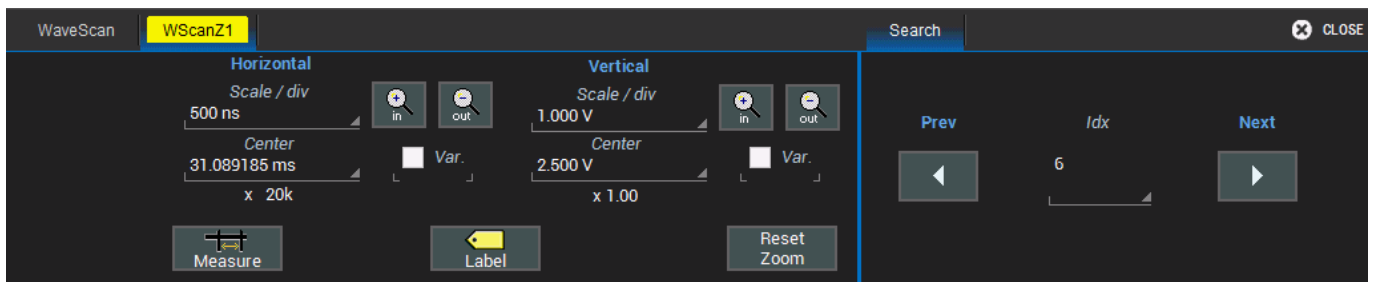 WaveScan
WScanZ1
Search
CLOSE
Horizontal
Scale / div
500 ns
in
out
Center
31.089185 ms
Var.
x 20k
Vertical
Scale / div
1.000 V
in
out
Center
2.500 V
Var.
x 1.00
Measure
Label
Reset
Zoom
Prev
Idx
Next
6